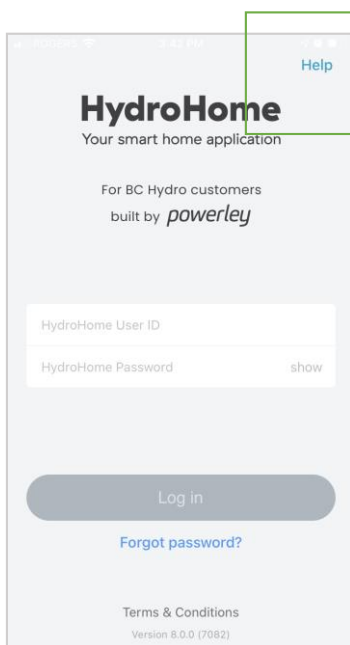 Help
HydroHome
Your smart home application
For BC Hydro customers
built by powerley
HydroHome User ID
HydroHome Password show
Log in
Forgot password?
Terms & Conditions
Version 8.0.0 (7082)